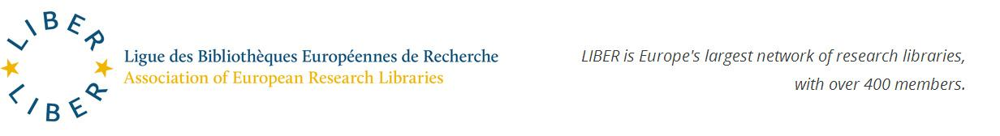 LIBER
LIBER
Ligue des Bibliothèques Européennes de Recherche
Association of European Research Libraries
LIBER is Europe's largest network of research libraries,
with over 400 members.